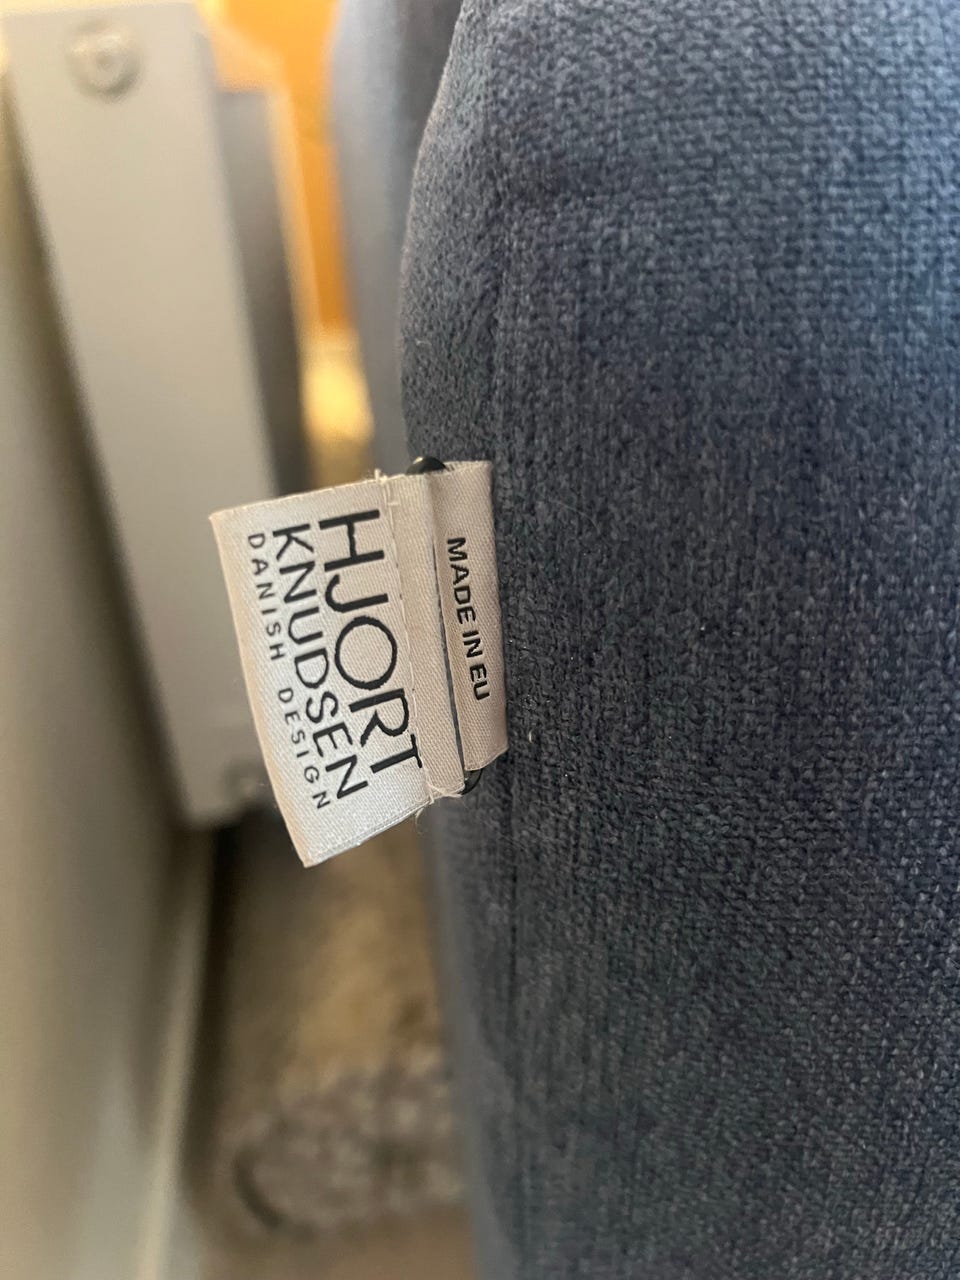 HJORT
KNUDSEN
DANISH DESIGN
MADE IN EU